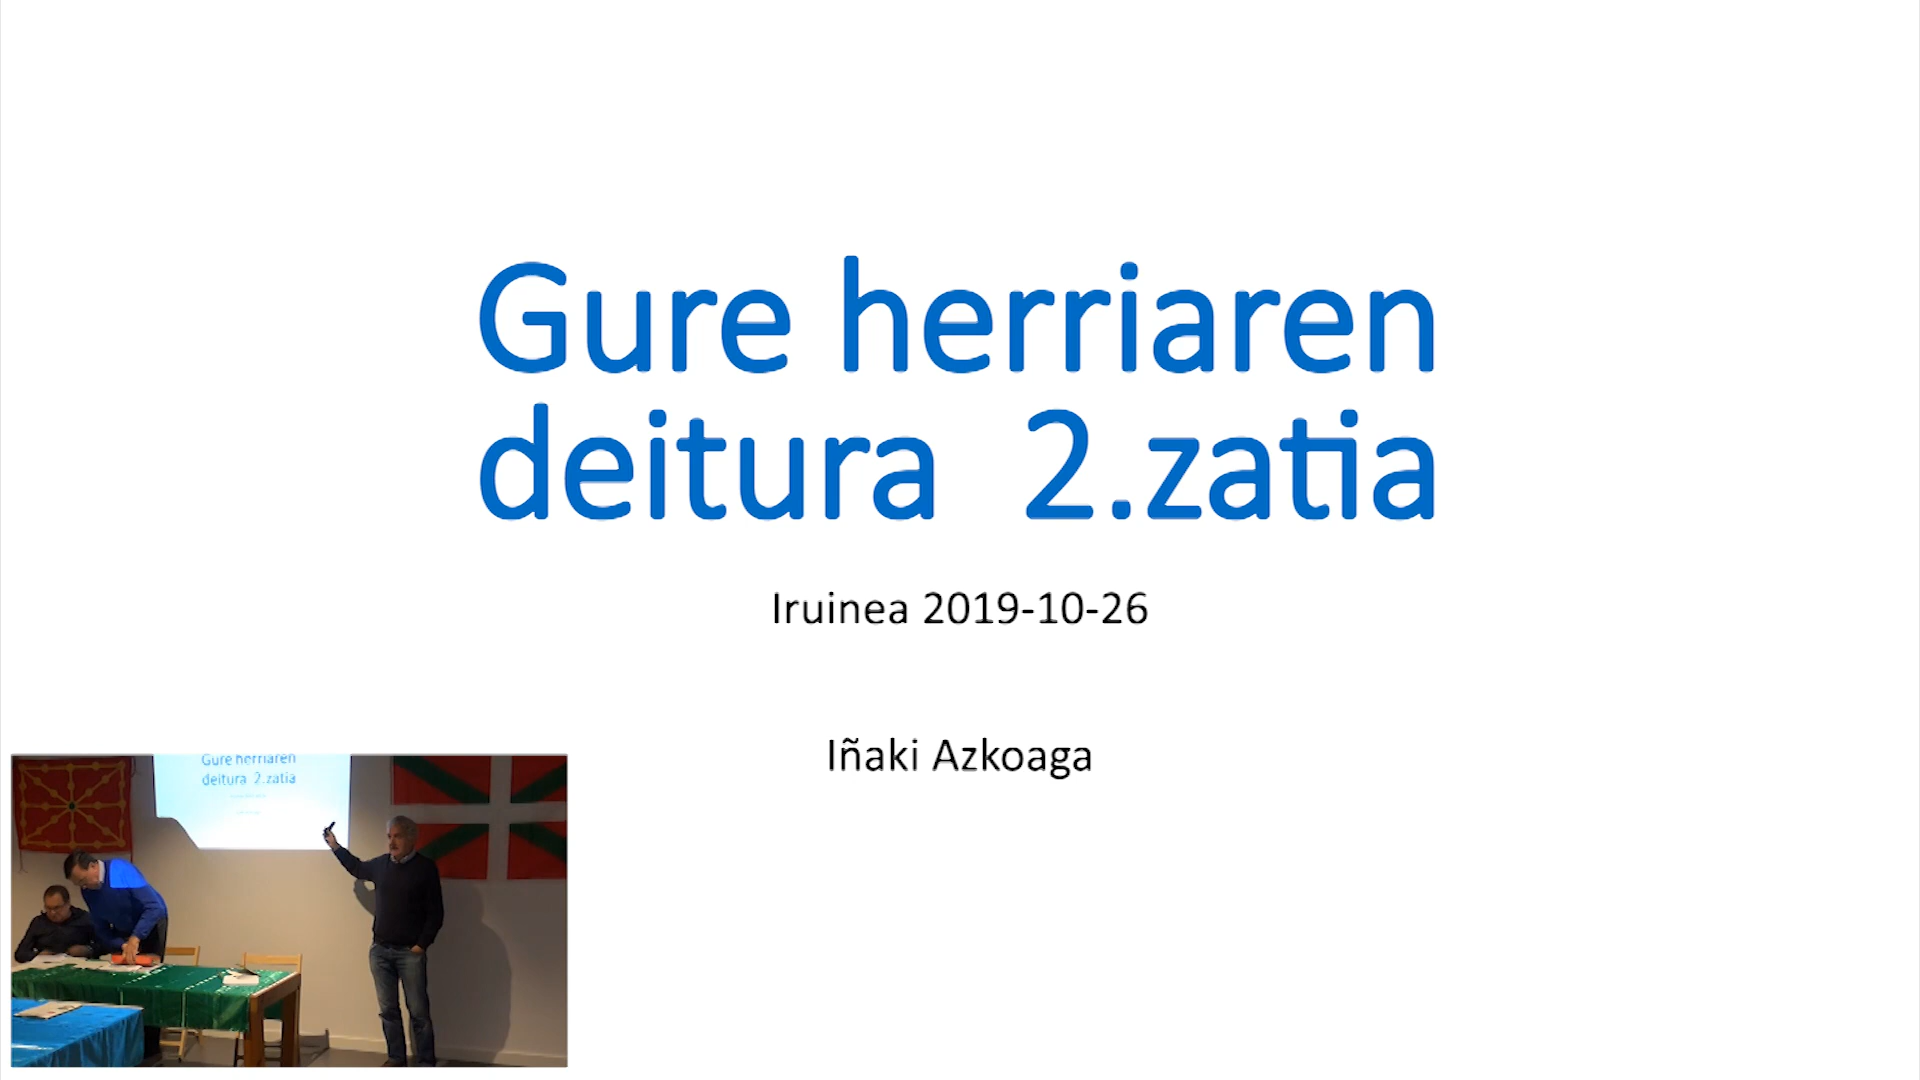 Gure herriaren
deitura 2.zatia
Iruinea 2019-10-26
Iñaki Azkoaga
Gure herriaren
deitura 2.zatia